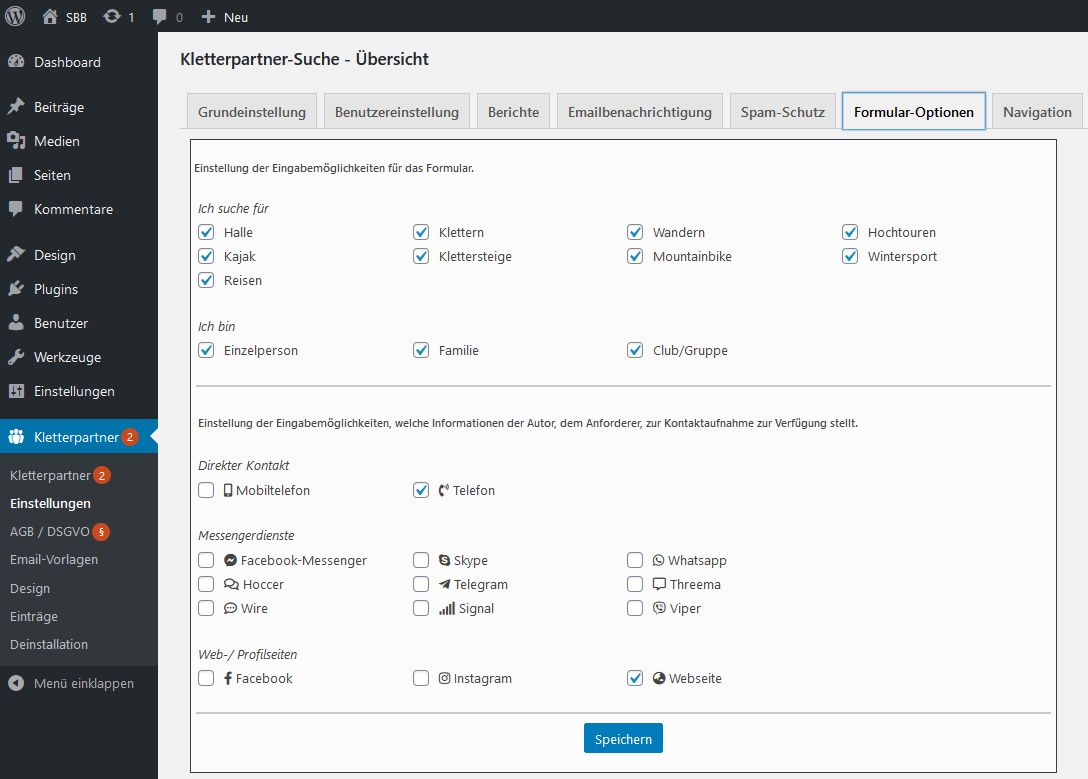 SBB 1 0 Neu
Dashboard
Beiträge
Medien
Seiten
Kommentare
Design
Plugins
Benutzer
Werkzeuge
Einstellungen
Kletterpartner 2
Kletterpartner 2
Einstellungen
AGB / DSGVO §
Email-Vorlagen
Design
Einträge
Deinstallation
Menü einklappen
Kletterpartner-Suche - Übersicht
Grundeinstellung Benutzereinstellung Berichte Emailbenachrichtigung Spam-Schutz Formular-Optionen Navigation
Einstellung der Eingabemöglichkeiten für das Formular.
Ich suche für
Halle Klettern Wandern Hochtouren
Kajak Klettersteige Mountainbike Wintersport
Reisen
Ich bin
Einzelperson Familie Club/Gruppe
Einstellung der Eingabemöglichkeiten, welche Informationen der Autor, dem Anforderer, zur Kontaktaufnahme zur Verfügung stellt.
Direkter Kontakt
Mobiltelefon Telefon
Messengerdienste
Facebook-Messenger Skype Whatsapp
Hoccer Telegram Threema
Wire Signal Viper
Web-/ Profilseiten
Facebook Instagram Webseite
Speichern